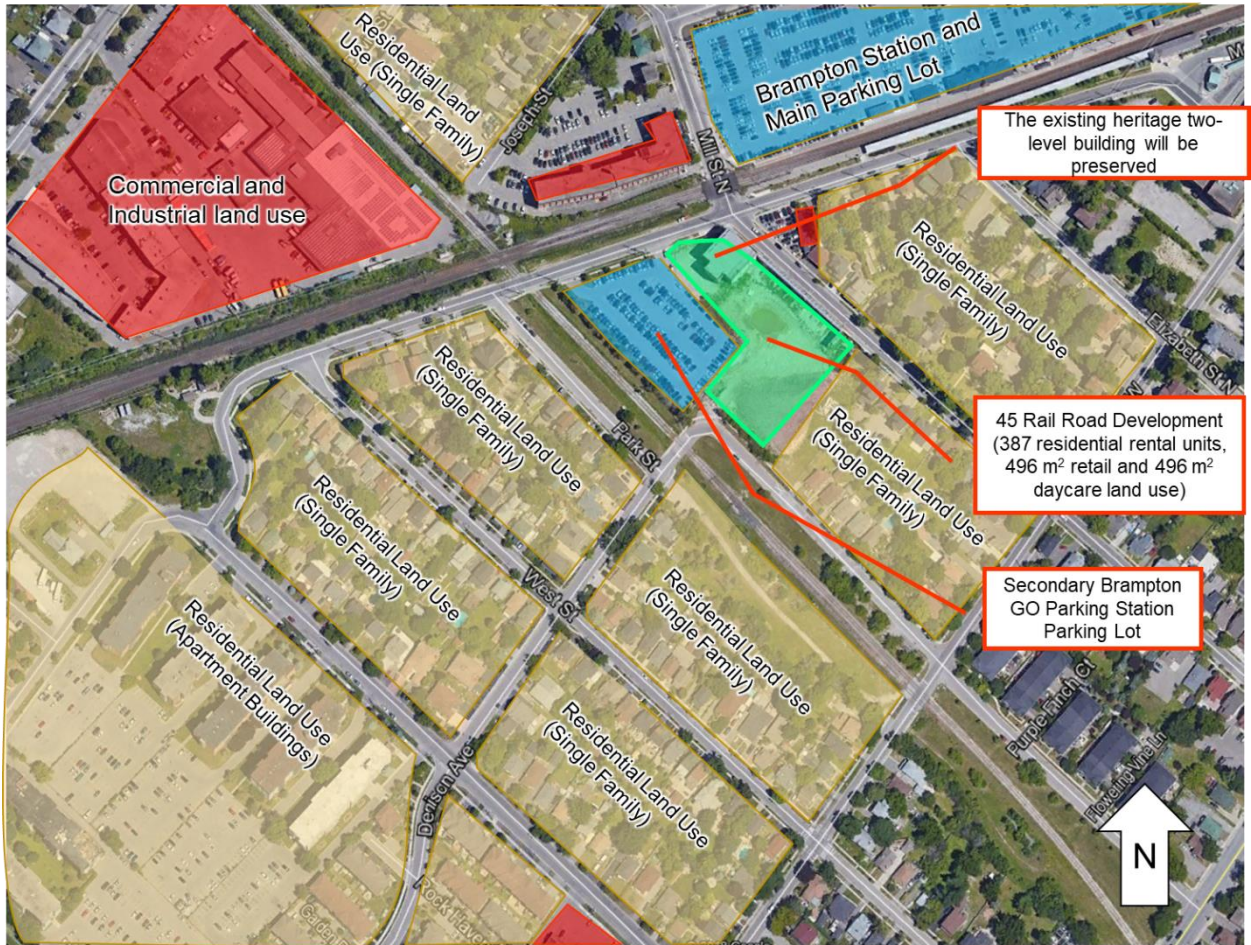 Residential Land
Use (Single
Family)
Joseph St
Brampton Station and
Main Parking Lot
Mill St N
The existing heritage two-
level building will be
preserved
Commercial and
Industrial land use
Residential Land Use
(Single Family)
Elizabeth St N
45 Rail Road Development
(387 residential rental units,
496 m² retail and 496 m²
daycare land use)
Residential Land Use
(Single Family)
Park St
Residential Land Use
(Single Family)
Residential Land Use
(Single Family)
West St
Residential Land Use
(Single Family)
Secondary Brampton
GO Parking Station
Parking Lot
Residential Land Use
(Apartment Buildings)
Residential Land Use
(Single Family)
Denison Ave
Purple Finch Ct
Flowering Vine Ln
N